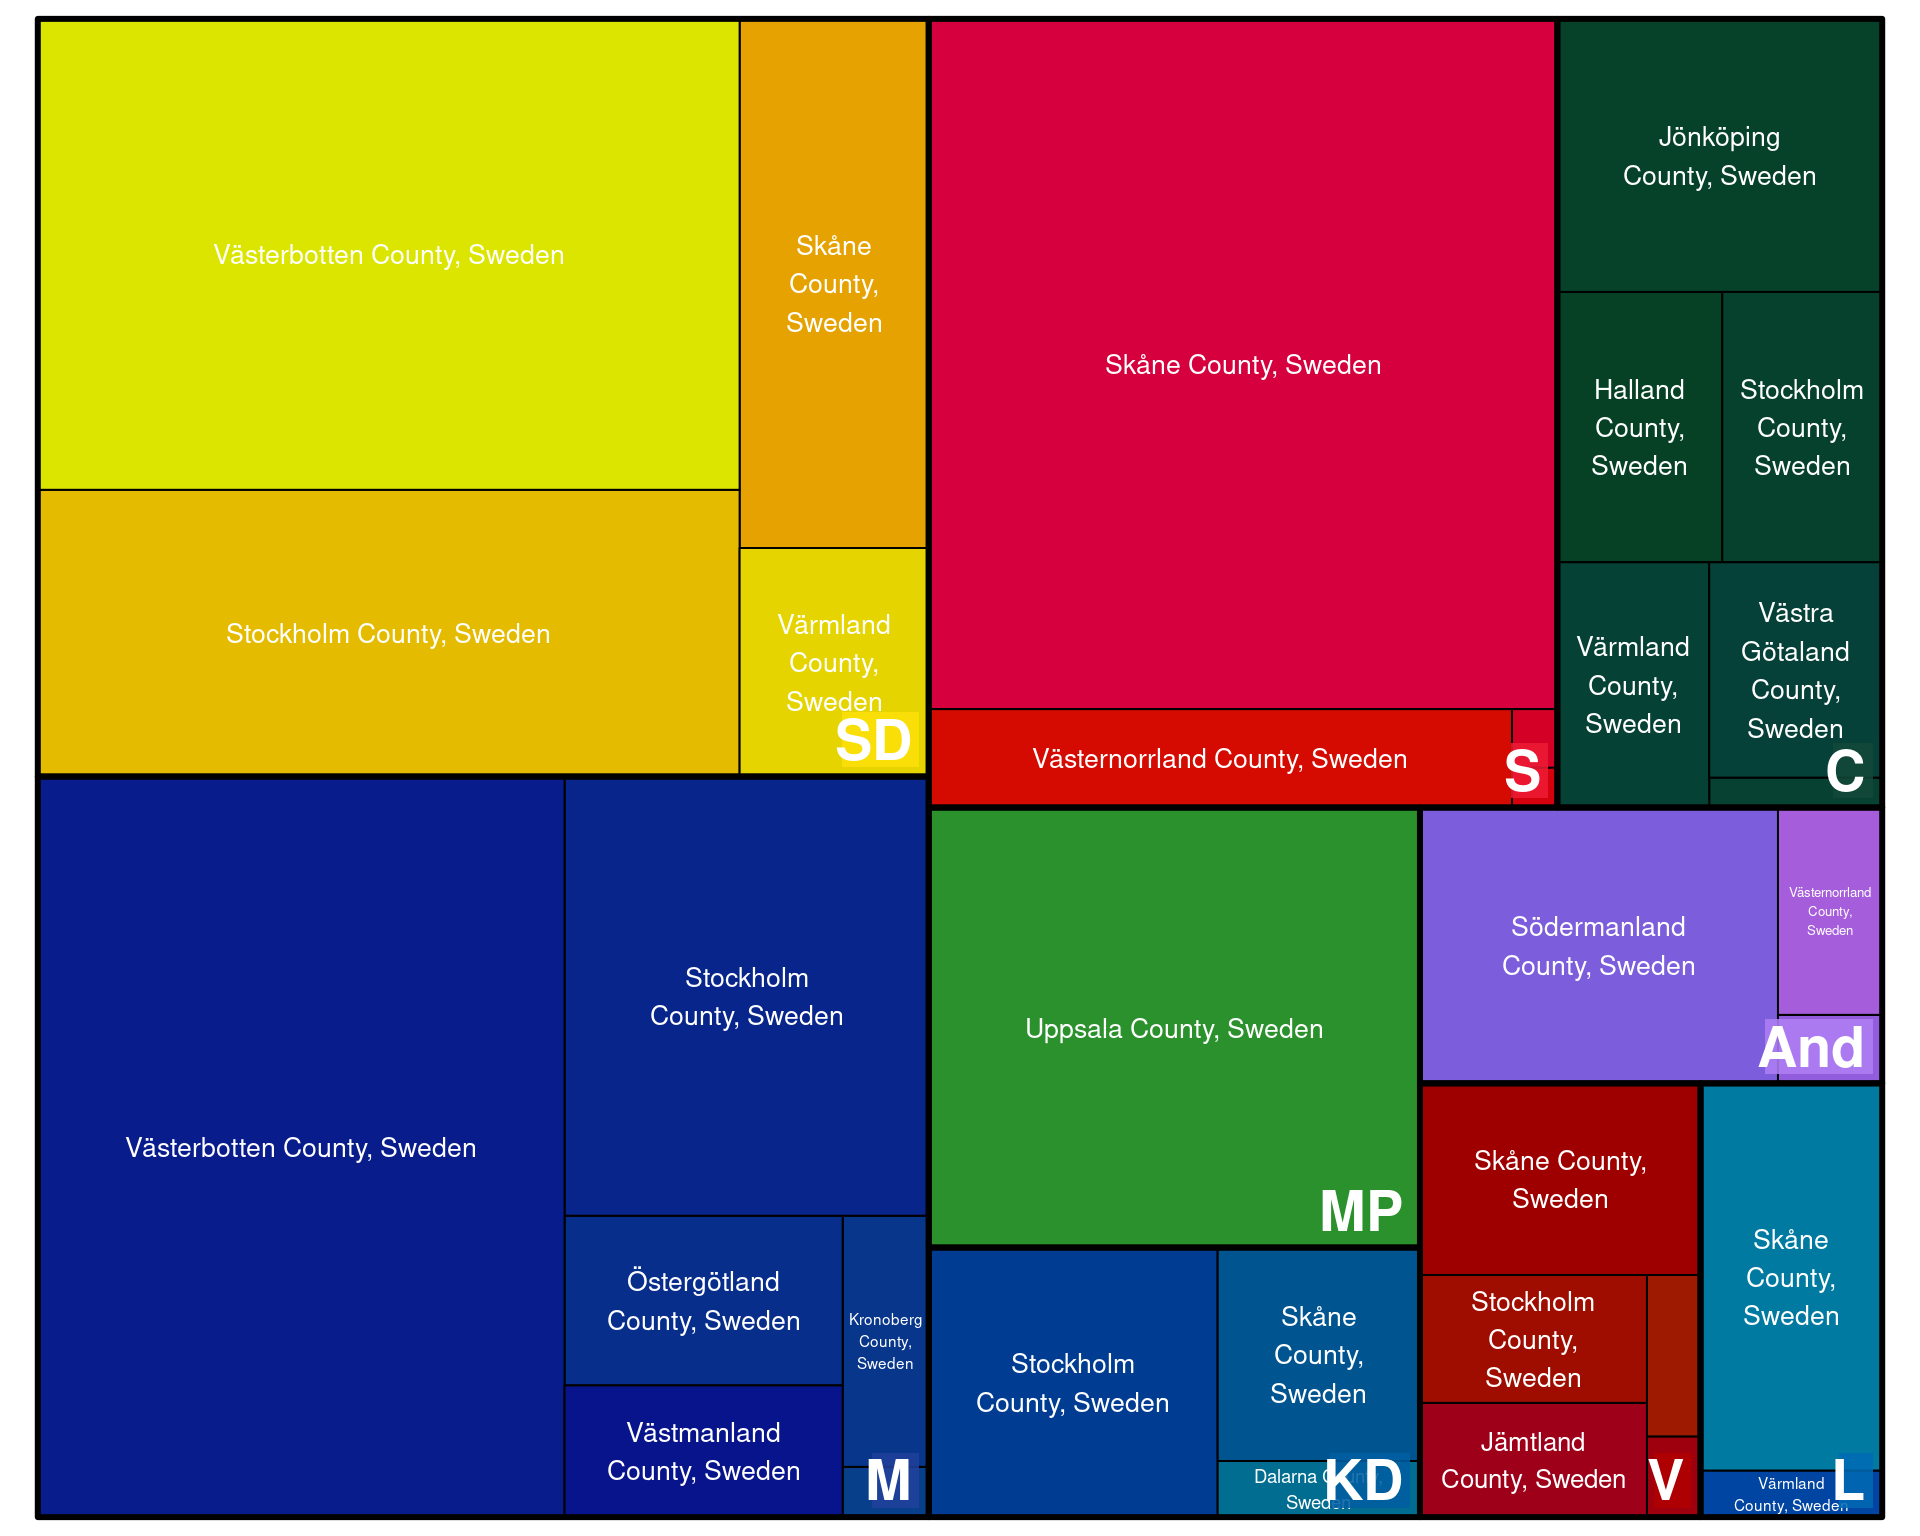 Västerbotten County, Sweden
Skåne
County,
Sweden
Stockholm County, Sweden
Värmland
County,
Sweden
SD
Skåne County, Sweden
Västernorrland County, Sweden
S
Jönköping
County, Sweden
Halland
County,
Sweden
Stockholm
County,
Sweden
Värmland
County,
Sweden
Västra
Götaland
County,
Sweden
C
Västerbotten County, Sweden
Stockholm
County, Sweden
Östergötland
County, Sweden
Kronoberg
County,
Sweden
Västmanland
County, Sweden
M
Uppsala County, Sweden
MP
Södermanland
County, Sweden
Västernorrland
County,
Sweden
And
Stockholm
County, Sweden
Skåne
County,
Sweden
Dalarna County,
Sweden
KD
Skåne County,
Sweden
Stockholm
County,
Sweden
Jämtland
County, Sweden
V
Skåne
County,
Sweden
Värmland
County, Sweden
L